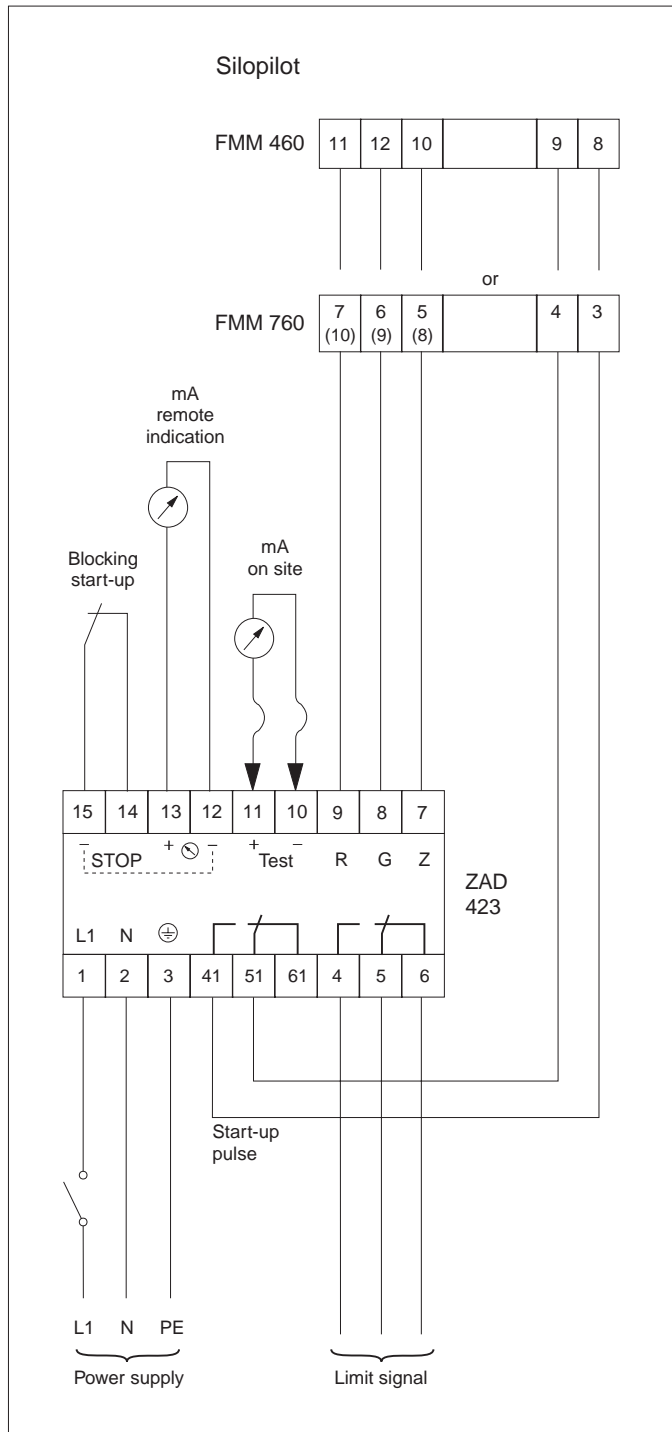 Silopilot
FMM 460 11 12 10 9 8
or
FMM 760 7 6 5 4 3
(10) (9) (8)
mA
remote
indication
mA
on site
Blocking
start-up
15 14 13 12 11 10 9 8 7
− + − + −
STOP Test R G Z
ZAD
423
L1 N
1 2 3 41 51 61 4 5 6
Start-up
pulse
L1 N PE
Power supply Limit signal